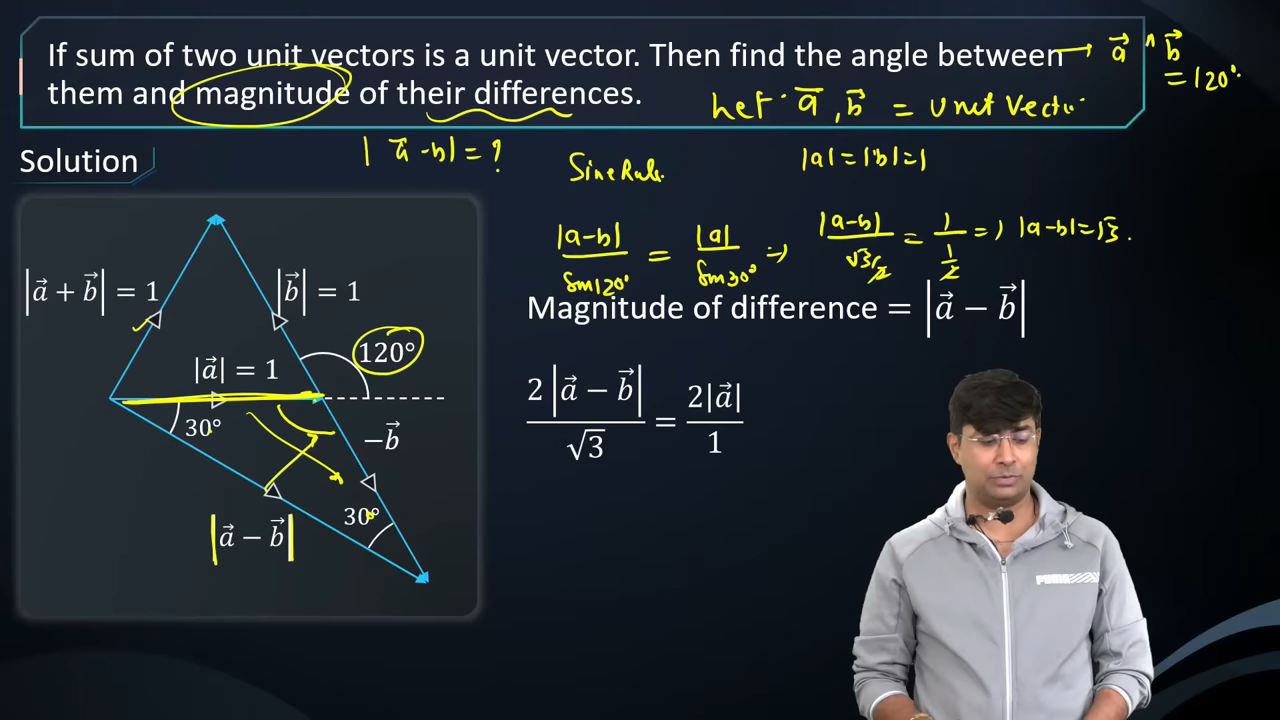 If sum of two unit vectors is a unit vector. Then find the angle between → a⃗ ^ b⃗
= 120°
them and magnitude of their differences. Let a⃗, b⃗ = unit vector
Solution
| a⃗ - b| = ?
Sine Rule
|a| = |b| = 1
|a-b| / sin120° = |a| / sin30° ⇒ |a-b| / √3/2 = 1 / 1/2 ⇒ |a-b| = √3.
Magnitude of difference = |a⃗ − b⃗|
2|a⃗ − b⃗| / √3 = 2|a⃗| / 1
|a⃗ + b⃗| = 1
|b⃗| = 1
120°
|a⃗| = 1
30°
−b⃗
30°
|a⃗ − b⃗|
PUMA